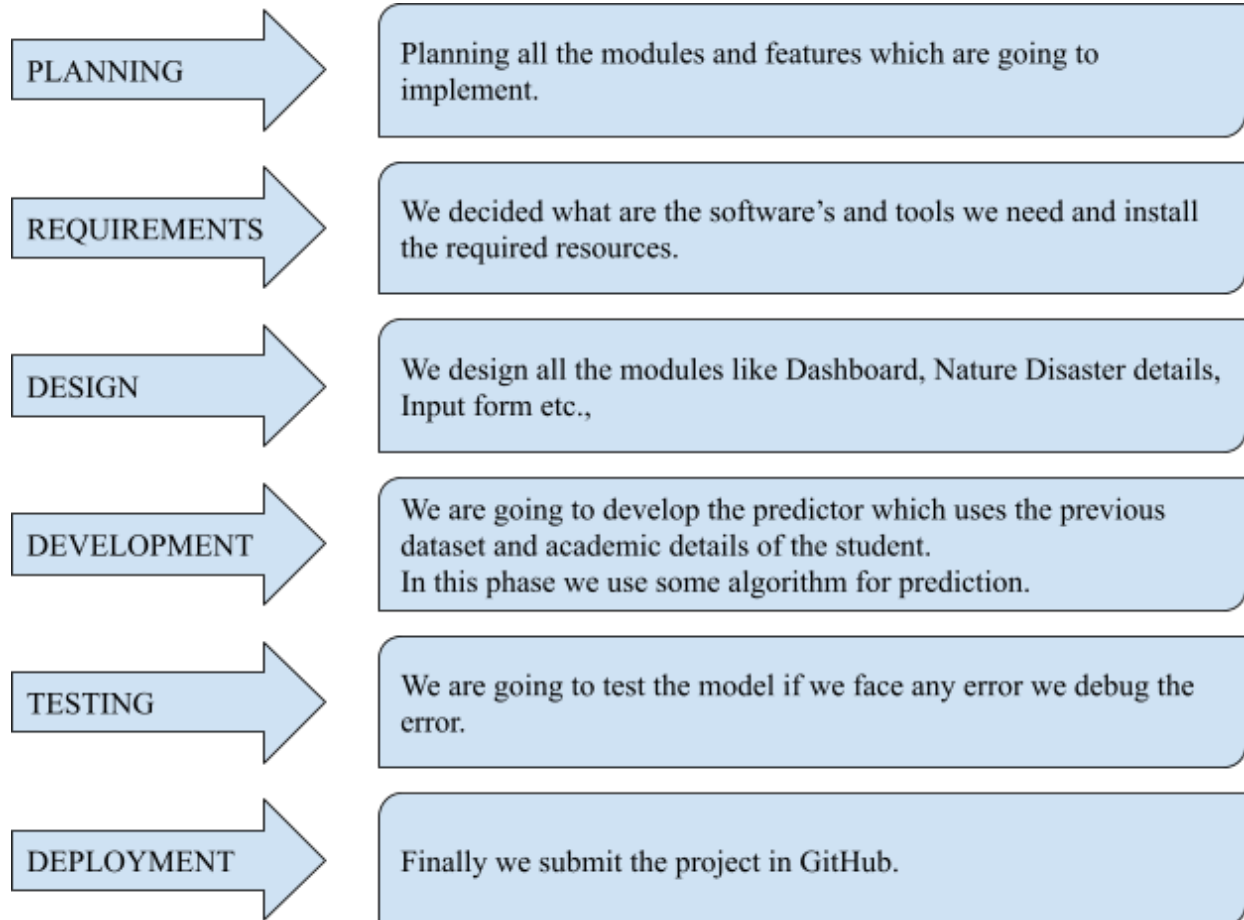 PLANNING
Planning all the modules and features which are going to
implement.
REQUIREMENTS
We decided what are the software’s and tools we need and install
the required resources.
DESIGN
We design all the modules like Dashboard, Nature Disaster details,
Input form etc.,
DEVELOPMENT
We are going to develop the predictor which uses the previous
dataset and academic details of the student.
In this phase we use some algorithm for prediction.
TESTING
We are going to test the model if we face any error we debug the
error.
DEPLOYMENT
Finally we submit the project in GitHub.